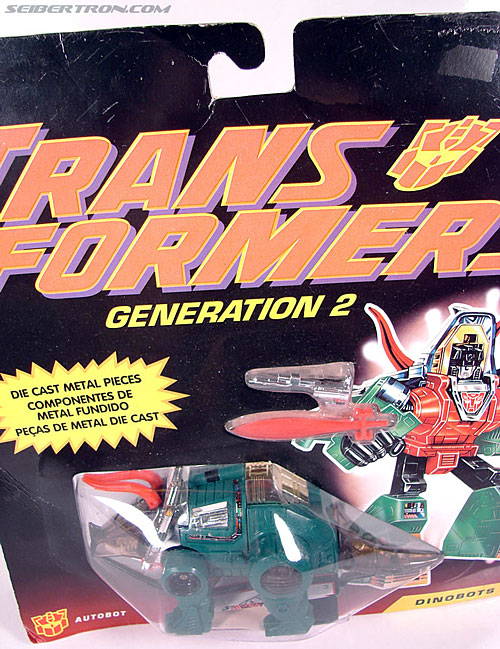 SEIBERTRON.COM
TRANS
FORMERS
GENERATION 2
DIE CAST METAL PIECES
COMPONENTES DE
METAL FUNDIDO
PEÇAS DE METAL DIE CAST
AUTOBOT
DINOBOTS